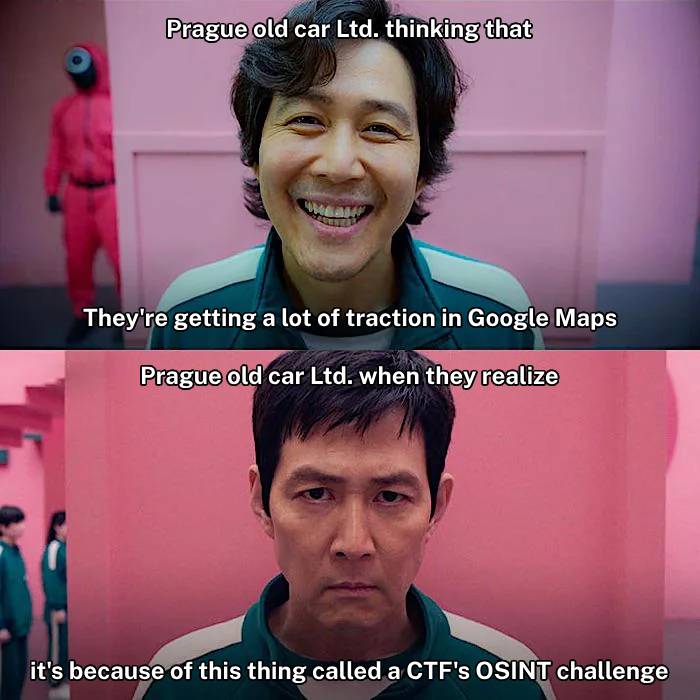 Prague old car Ltd. thinking that
They're getting a lot of traction in Google Maps
Prague old car Ltd. when they realize
it's because of this thing called a CTF's OSINT challenge